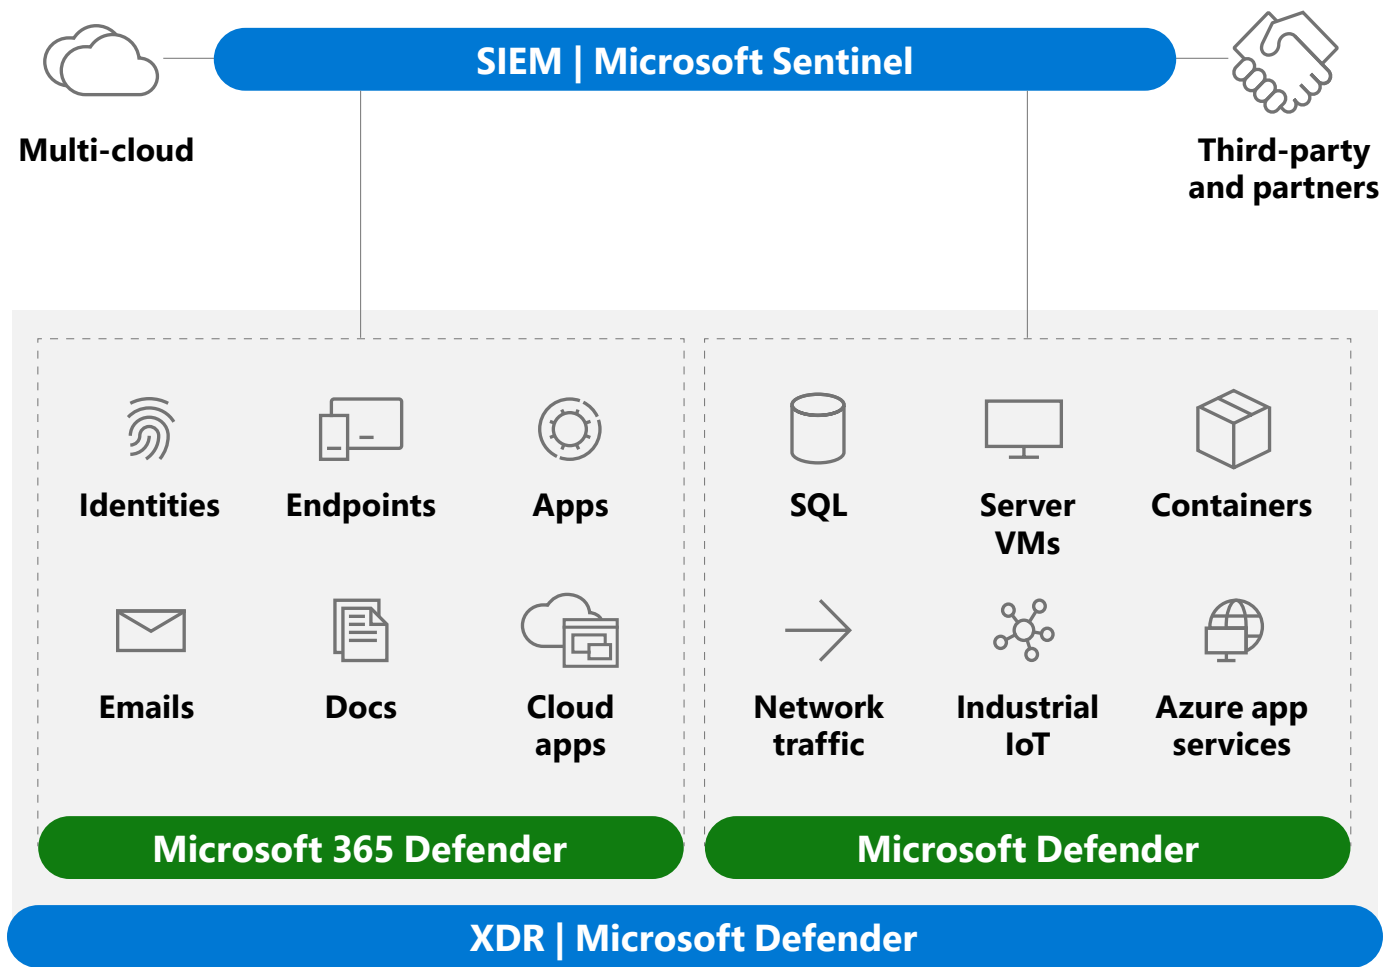 SIEM | Microsoft Sentinel
Multi-cloud
Third-party
and partners
Identities
Endpoints
Apps
SQL
Server
VMs
Containers
Emails
Docs
Cloud
apps
Network
traffic
Industrial
IoT
Azure app
services
Microsoft 365 Defender
Microsoft Defender
XDR | Microsoft Defender